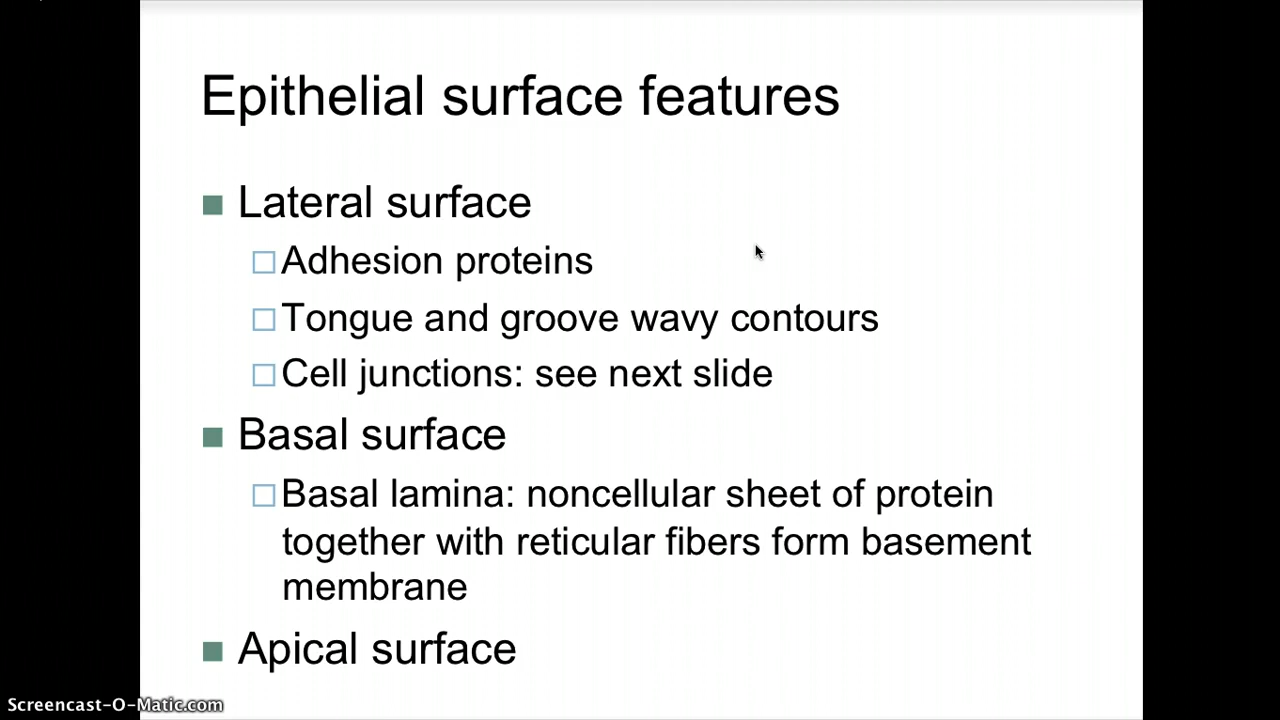 Epithelial surface features
Lateral surface
Adhesion proteins
Tongue and groove wavy contours
Cell junctions: see next slide
Basal surface
Basal lamina: noncellular sheet of protein
together with reticular fibers form basement
membrane
Apical surface
Screencast-O-Matic.com